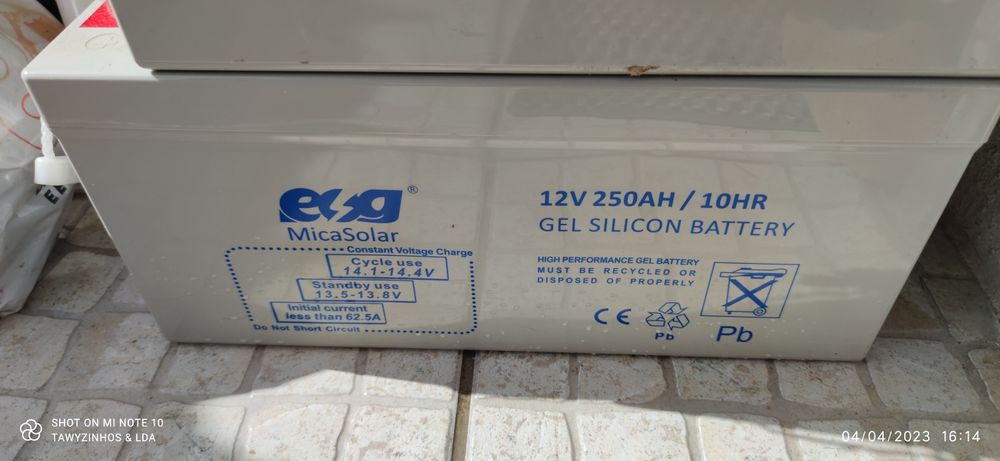 esg®
MicaSolar
Constant Voltage Charge
Cycle use
14.1-14.4V
Standby use
13.5-13.8V
Initial current
less than 62.5A
Do Not Short Circuit
12V 250AH / 10HR
GEL SILICON BATTERY
HIGH PERFORMANCE GEL BATTERY
MUST BE RECYCLED OR
DISPOSED OF PROPERLY
CE
Pb
Pb
SHOT ON MI NOTE 10
TAWYZINHOS & LDA
04/04/2023 16:14